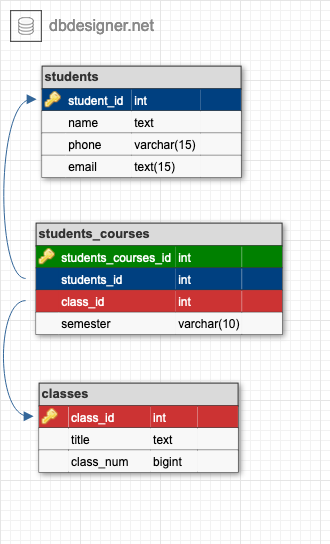 dbdesigner.net
students
student_id int
name text
phone varchar(15)
email text(15)
students_courses
students_courses_id int
students_id int
class_id int
semester varchar(10)
classes
class_id int
title text
class_num bigint